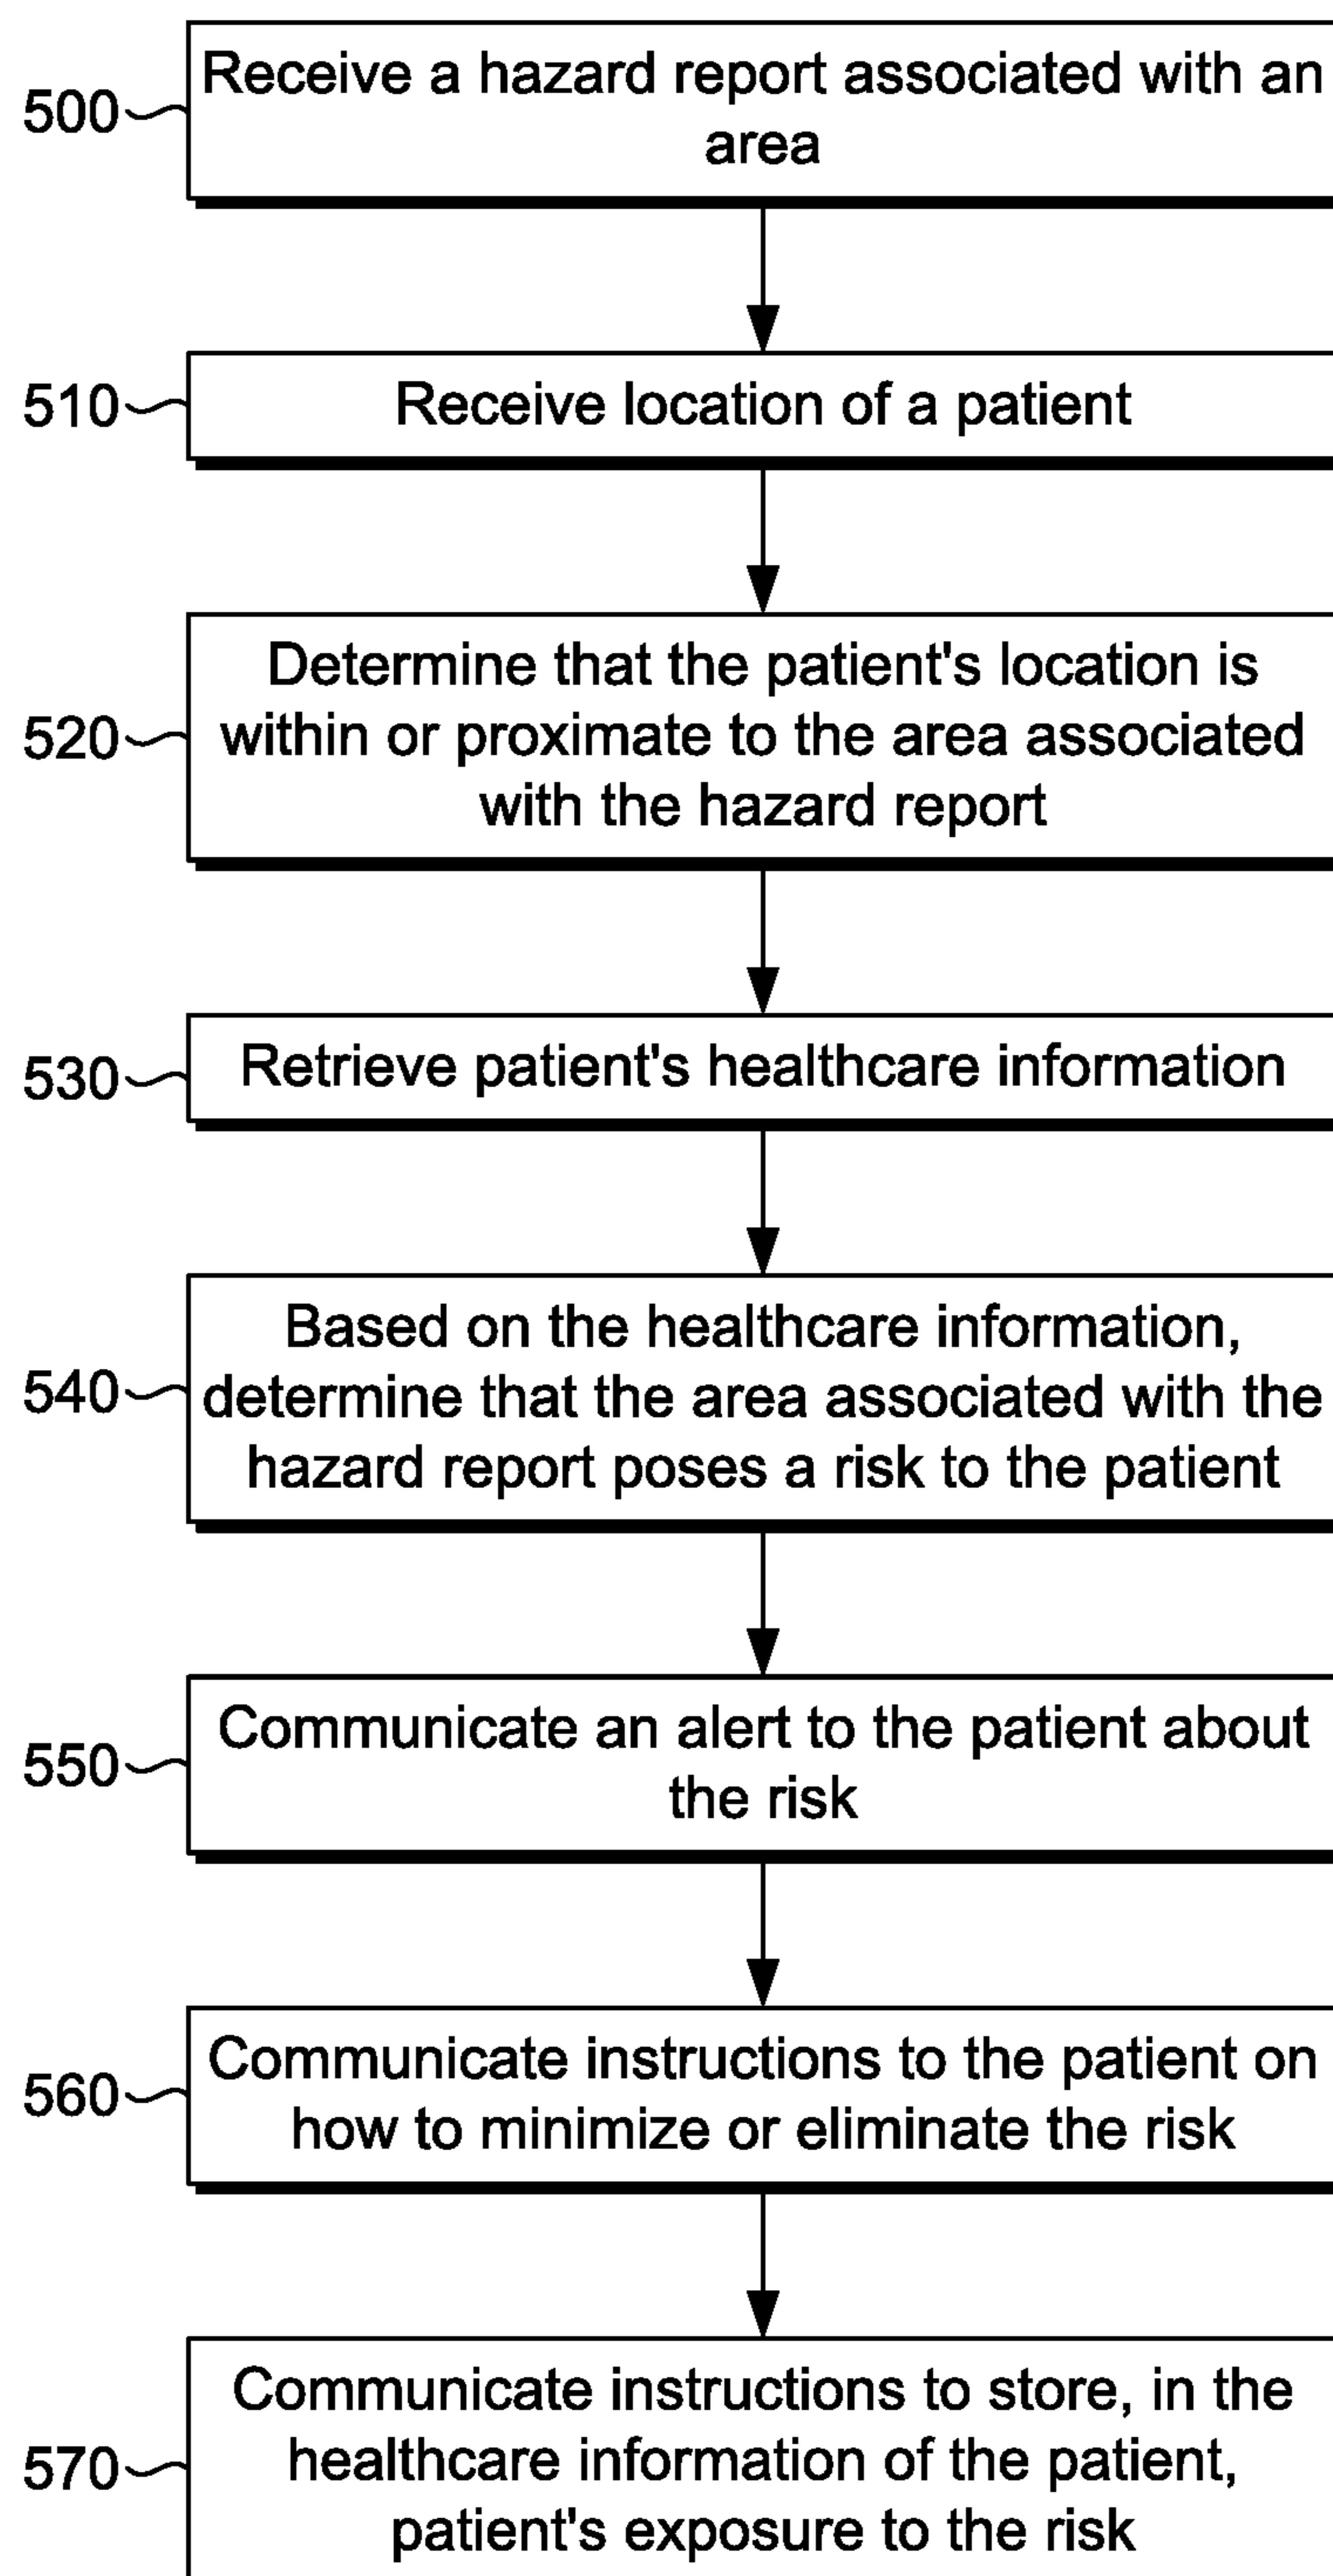 Receive a hazard report associated with an
500
area
510
Receive location of a patient
Determine that the patient's location is
520
within or proximate to the area associated
with the hazard report
530
Retrieve patient's healthcare information
Based on the healthcare information,
540
determine that the area associated with the
hazard report poses a risk to the patient
Communicate an alert to the patient about
550
the risk
Communicate instructions to the patient on
560
how to minimize or eliminate the risk
Communicate instructions to store, in the
570
healthcare information of the patient,
patient's exposure to the risk